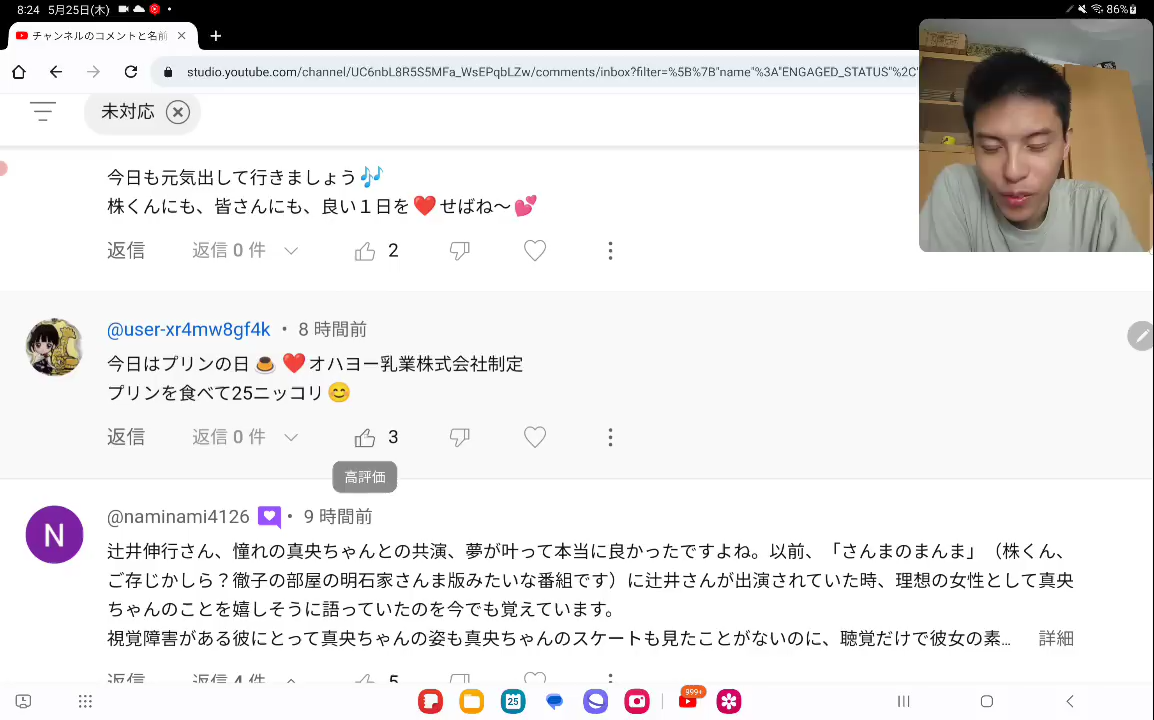 8:24 5月25日(木)
86%
チャンネルのコメントと名前
studio.youtube.com/channel/UC6nbL8R5S5MFa_WsEPqbLZw/comments/inbox?filter=%5B%7B"name"%3A"ENGAGED_STATUS"%2C"
未対応
今日も元気出して行きましょう🎶
株くんにも、皆さんにも、良い１日を❤️せばね〜💕
返信 返信 0 件 2
@user-xr4mw8gf4k • 8 時間前
今日はプリンの日🍮❤️オハヨー乳業株式会社制定
プリンを食べて25ニッコリ😊
返信 返信 0 件 3
高評価
N
@naminami4126 • 9 時間前
辻井伸行さん、憧れの真央ちゃんとの共演、夢が叶って本当に良かったですよね。以前、「さんまのまんま」（株くん、
ご存じかしら？徹子の部屋の明石家さんま版みたいな番組です）に辻井さんが出演されていた時、理想の女性として真央
ちゃんのことを嬉しそうに語っていたのを今でも覚えています。
視覚障害がある彼にとって真央ちゃんの姿も真央ちゃんのスケートも見たことがないのに、聴覚だけで彼女の素... 詳細
返信 返信 4 件 5
25
999+